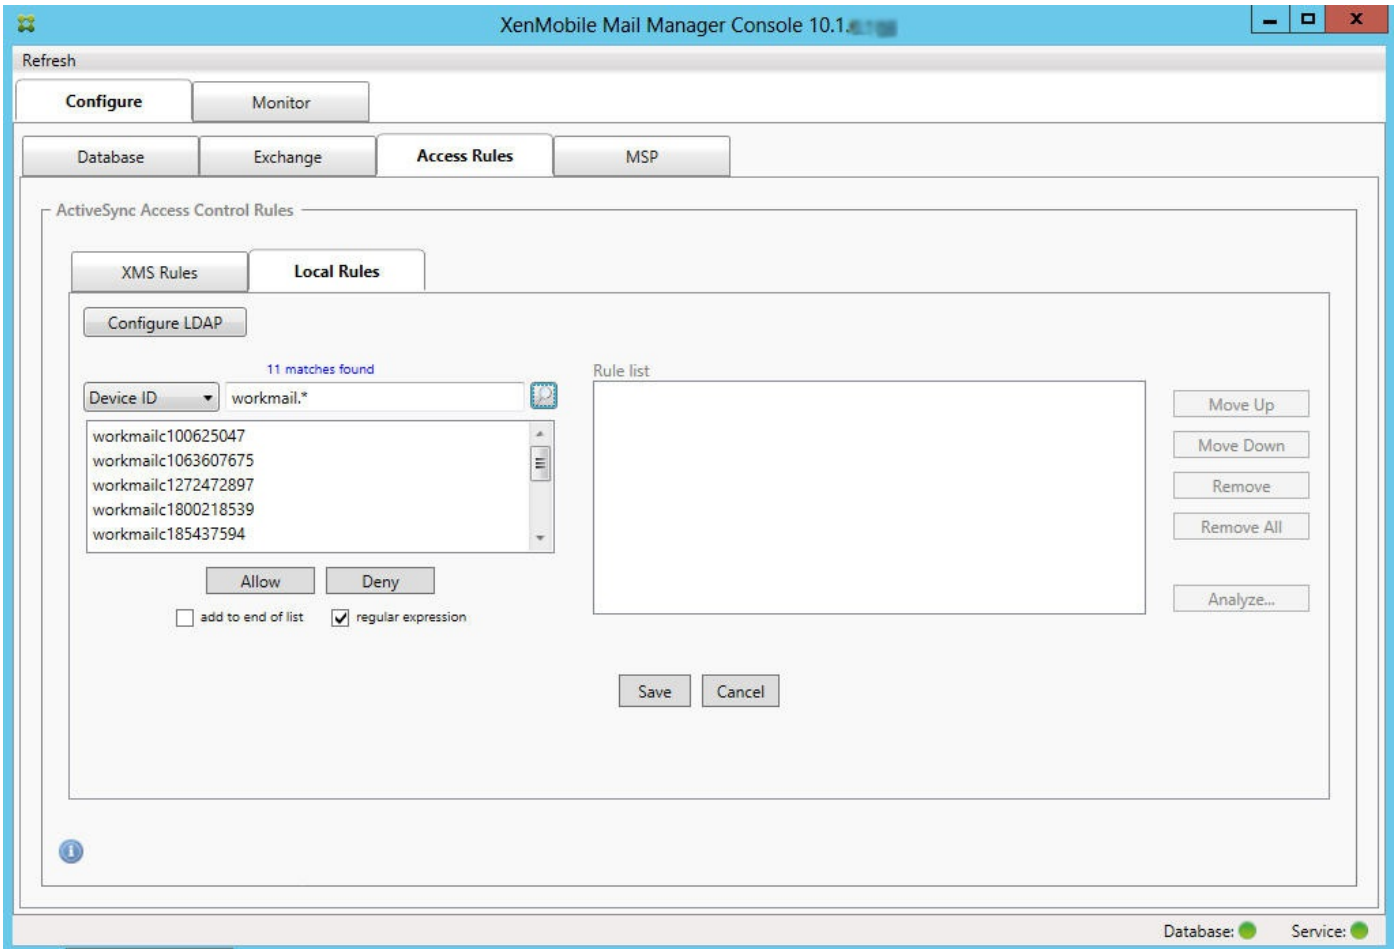 XenMobile Mail Manager Console 10.1.
Refresh
Configure Monitor
Database Exchange Access Rules MSP
ActiveSync Access Control Rules
XMS Rules Local Rules
Configure LDAP
11 matches found
Rule list
Device ID workmail.*
workmailc100625047
workmailc1063607675
workmailc1272472897
workmailc1800218539
workmailc185437594
Allow Deny
add to end of list regular expression
Move Up
Move Down
Remove
Remove All
Analyze...
Save Cancel
Database: Service: